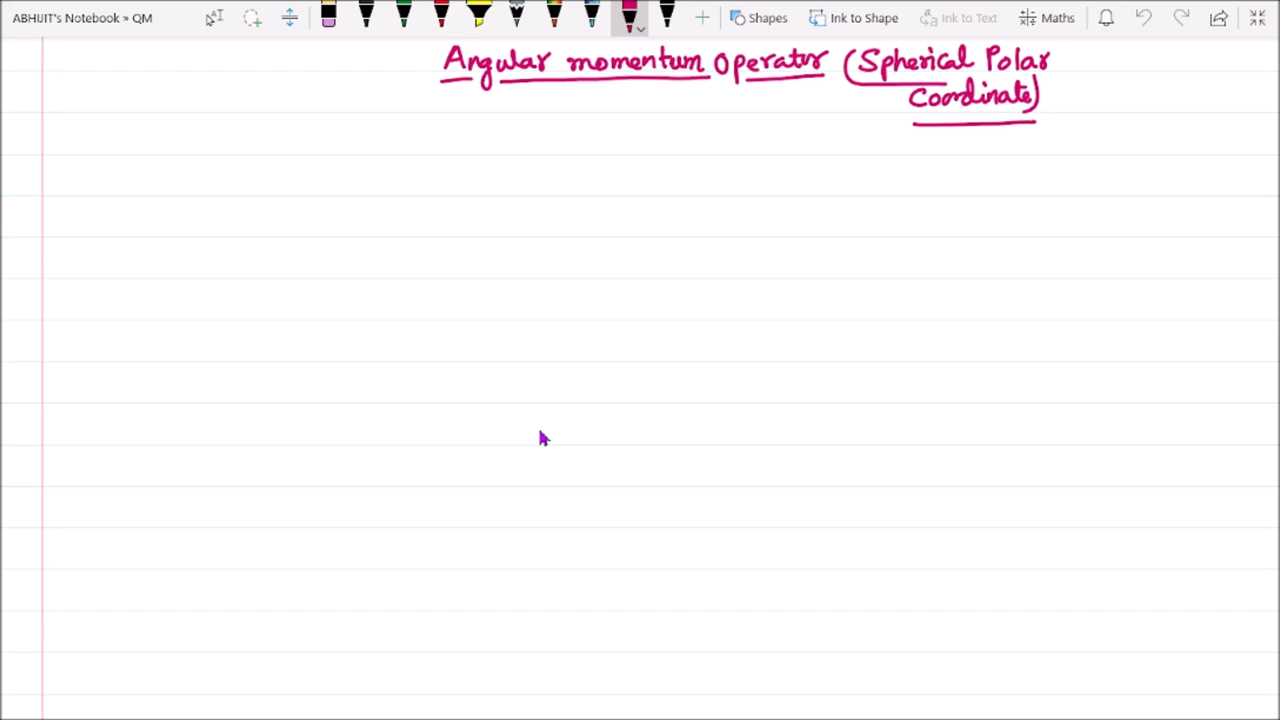 ABHIJIT's Notebook » QM
Shapes
Ink to Shape
Ink to Text
Maths
Angular momentum Operator (Spherical Polar
Coordinate)